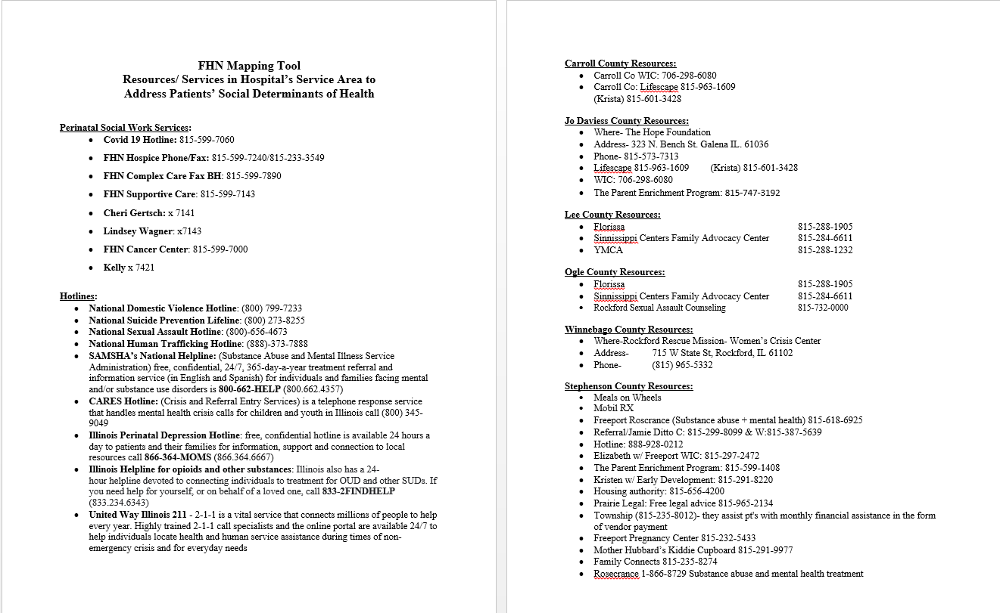 FHN Mapping Tool
Resources/ Services in Hospital's Service Area to
Address Patients' Social Determinants of Health
Perinatal Social Work Services:
• Covid 19 Hotline: 815-599-7060
• FHN Hospice Phone/Fax: 815-599-7240/815-233-3549
• FHN Complex Care Fax BH: 815-599-7890
• FHN Supportive Care: 815-599-7143
• Cheri Gertsch: x 7141
• Lindsey Wagner: x7143
• FHN Cancer Center: 815-599-7000
• Kelly x 7421
Hotlines:
• National Domestic Violence Hotline: (800) 799-7233
• National Suicide Prevention Lifeline: (800) 273-8255
• National Sexual Assault Hotline: (800)-656-4673
• National Human Trafficking Hotline: (888)-373-7888
• SAMSHA's National Helpline: (Substance Abuse and Mental Illness Service
Administration) free, confidential, 24/7, 365-day-a-year treatment referral and
information service (in English and Spanish) for individuals and families facing mental
and/or substance use disorders is 800-662-HELP (800.662.4357)
• CARES Hotline: (Crisis and Referral Entry Services) is a telephone response service
that handles mental health crisis calls for children and youth in Illinois call (800) 345-
9049
• Illinois Perinatal Depression Hotline: free, confidential hotline is available 24 hours a
day to patients and their families for information, support and connection to local
resources call 866-364-MOMS (866.364.6667)
• Illinois Helpline for opioids and other substances: Illinois also has a 24-
hour helpline devoted to connecting individuals to treatment for OUD and other SUDs. If
you need help for yourself, or on behalf of a loved one, call 833-2FINDHELP
(833.234.6343)
• United Way Illinois 211 - 2-1-1 is a vital service that connects millions of people to help
every year. Highly trained 2-1-1 call specialists and the online portal are available 24/7 to
help individuals locate health and human service assistance during times of non-
emergency crisis and for everyday needs
Carroll County Resources:
• Carroll Co WIC: 706-298-6080
• Carroll Co: Lifescape 815-963-1609
(Krista) 815-601-3428
Jo Daviess County Resources:
• Where- The Hope Foundation
• Address- 323 N. Bench St. Galena IL. 61036
• Phone- 815-573-7313
• Lifescape 815-963-1609 (Krista) 815-601-3428
• WIC: 706-298-6080
• The Parent Enrichment Program: 815-747-3192
Lee County Resources:
• Florissa 815-288-1905
• Sinnissippi Centers Family Advocacy Center 815-284-6611
• YMCA 815-288-1232
Ogle County Resources:
• Florissa 815-288-1905
• Sinnissippi Centers Family Advocacy Center 815-284-6611
• Rockford Sexual Assault Counseling 815-732-0000
Winnebago County Resources:
• Where-Rockford Rescue Mission- Women's Crisis Center
• Address- 715 W State St, Rockford, IL 61102
• Phone- (815) 965-5332
Stephenson County Resources:
• Meals on Wheels
• Mobil RX
• Freeport Roscrance (Substance abuse + mental health) 815-618-6925
• Referral/Jamie Ditto C: 815-299-8099 & W:815-387-5639
• Hotline: 888-928-0212
• Elizabeth w/ Freeport WIC: 815-297-2472
• The Parent Enrichment Program: 815-599-1408
• Kristen w/ Early Development: 815-291-8220
• Housing authority: 815-656-4200
• Prairie Legal: Free legal advice 815-965-2134
• Township (815-235-8012)- they assist pt's with monthly financial assistance in the form
of vendor payment
• Freeport Pregnancy Center 815-232-5433
• Mother Hubbard's Kiddie Cupboard 815-291-9977
• Family Connects 815-235-8274
• Rosecrance 1-866-8729 Substance abuse and mental health treatment